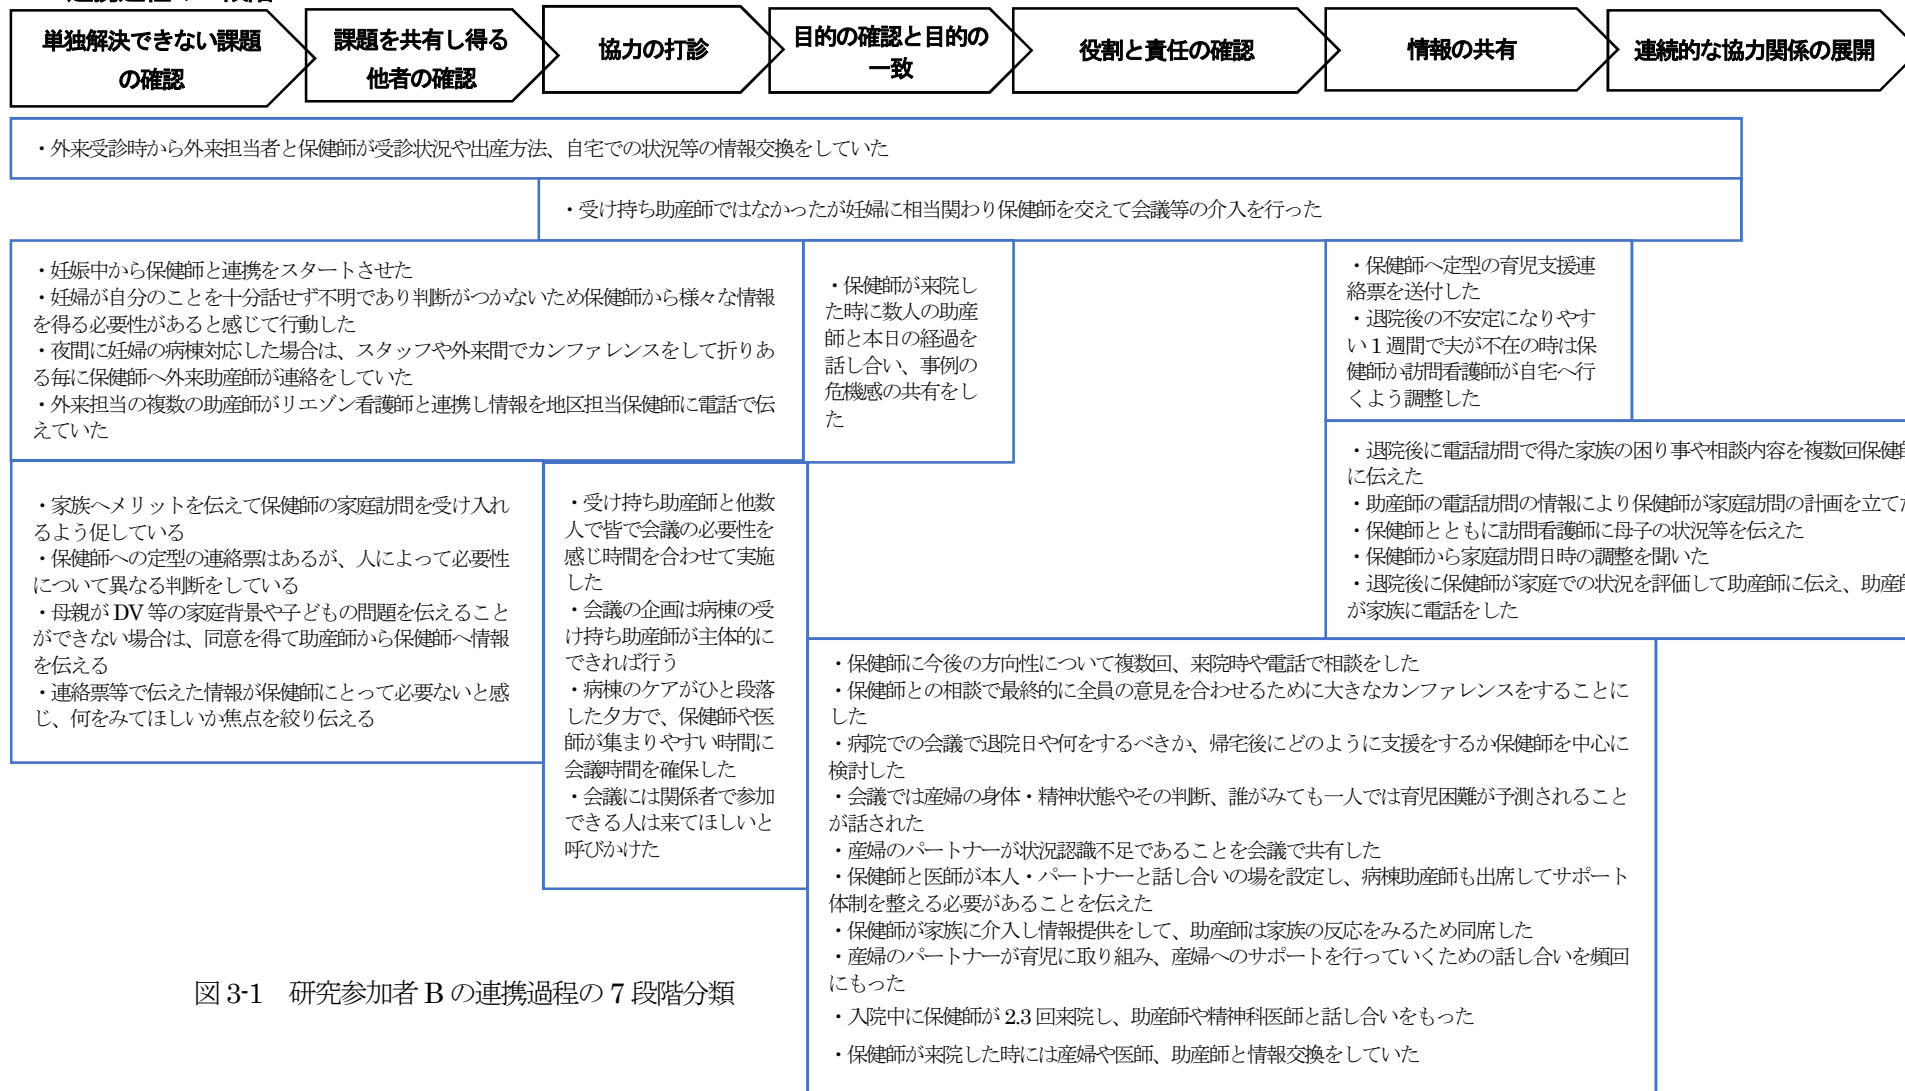 単独解決できない課題
の確認
課題を共有し得る
他者の確認
協力の打診
目的の確認と目的の
一致
役割と責任の確認
情報の共有
連続的な協力関係の展開
・外来受診時から外来担当者と保健師が受診状況や出産方法、自宅での状況等の情報交換をしていた
・受け持ち助産師ではなかったが妊婦に相当関わり保健師を交えて会議等の介入を行った
・妊娠中から保健師と連携をスタートさせた
・妊婦が自分のことを十分話せず不明であり判断がつかないため保健師から様々な情報
を得る必要性があると感じて行動した
・夜間に妊婦の病棟対応した場合は、スタッフや外来間でカンファレンスをして折りあ
る毎に保健師へ外来助産師が連絡をしていた
・外来担当の複数の助産師がリエゾン看護師と連携し情報を地区担当保健師に電話で伝
えていた
・保健師が来院し
た時に数人の助産
師と本日の経過を
話し合い、事例の
危機感の共有をし
た
・保健師へ定型の育児支援連
絡票を送付した
・退院後の不安定になりやす
い1週間で夫が不在の時は保
健師か訪問看護師が自宅へ行
くよう調整した
・退院後に電話訪問で得た家族の困り事や相談内容を複数回保健師
に伝えた
・助産師の電話訪問の情報により保健師が家庭訪問の計画を立てた
・保健師とともに訪問看護師に母子の状況等を伝えた
・保健師から家庭訪問日時の調整を聞いた
・退院後に保健師が家庭での状況を評価して助産師に伝え、助産師
が家族に電話をした
・家族へメリットを伝えて保健師の家庭訪問を受け入れ
るよう促している
・保健師への定型の連絡票はあるが、人によって必要性
について異なる判断をしている
・母親がDV等の家庭背景や子どもの問題を伝えること
ができない場合は、同意を得て助産師から保健師へ情報
を伝える
・連絡票等で伝えた情報が保健師にとって必要ないと感
じ、何をみてほしいか焦点を絞り伝える
・受け持ち助産師と他数
人で皆で会議の必要性を
感じ時間を合わせて実施
した
・会議の企画は病棟の受
け持ち助産師が主体的に
できれば行う
・病棟のケアがひと段落
した夕方で、保健師や医
師が集まりやすい時間に
会議時間を確保した
・会議には関係者で参加
できる人は来てほしいと
呼びかけた
・保健師に今後の方向性について複数回、来院時や電話で相談をした
・保健師との相談で最終的に全員の意見を合わせるために大きなカンファレンスをすることに
した
・病院での会議で退院日や何をするべきか、帰宅後にどのように支援をするか保健師を中心に
検討した
・会議では産婦の身体・精神状態やその判断、誰がみても一人では育児困難が予測されること
が話された
・産婦のパートナーが状況認識不足であることを会議で共有した
・保健師と医師が本人・パートナーと話し合いの場を設定し、病棟助産師も出席してサポート
体制を整える必要があることを伝えた
・保健師が家族に介入し情報提供をして、助産師は家族の反応をみるため同席した
・産婦のパートナーが育児に取り組み、産婦へのサポートを行っていくための話し合いを頻回
にもった
・入院中に保健師が2.3回来院し、助産師や精神科医師と話し合いをもった
・保健師が来院した時には産婦や医師、助産師と情報交換をしていた
図3-1 研究参加者Bの連携過程の7段階分類